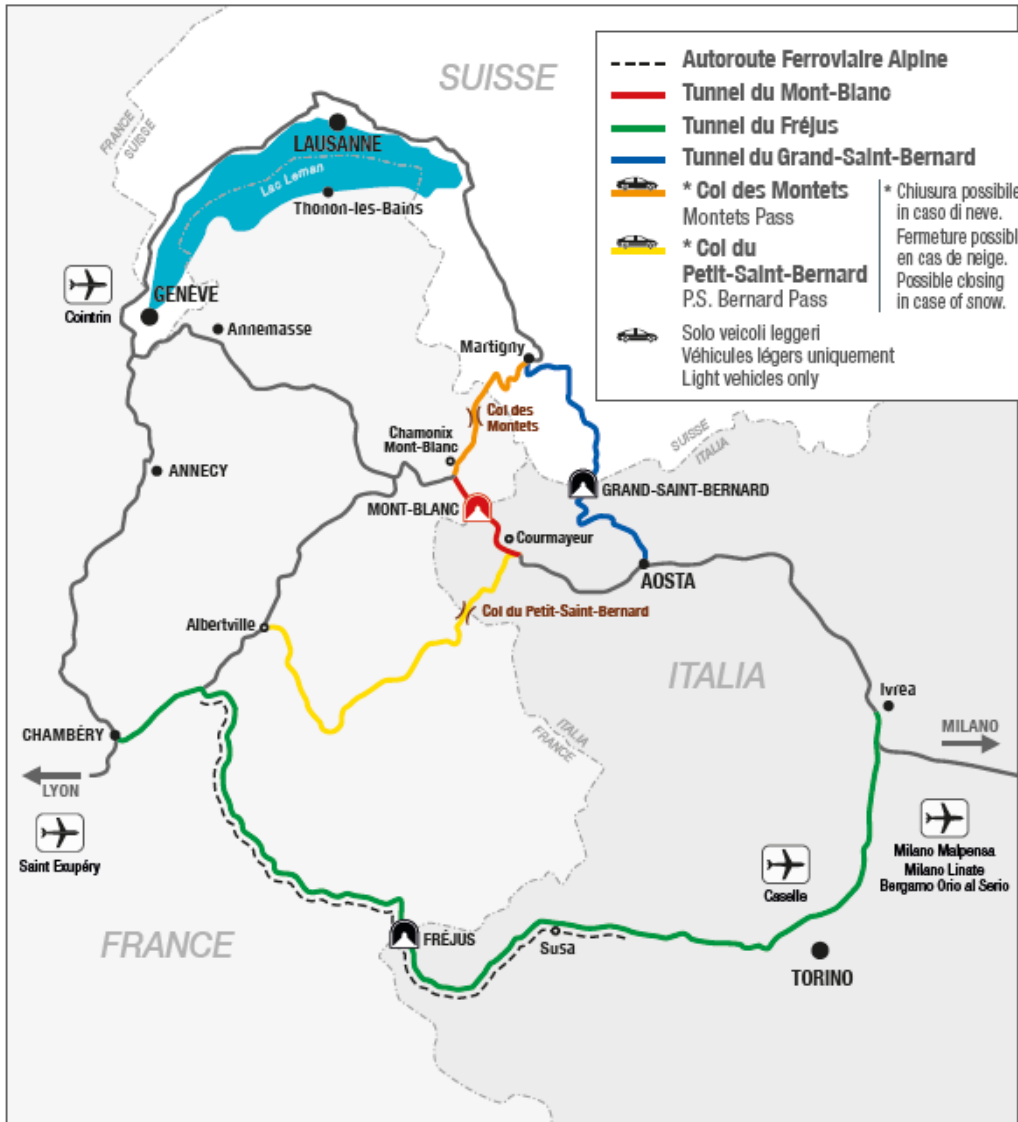 SUISSE
Autoroute Ferroviaire Alpine
Tunnel du Mont-Blanc
Tunnel du Fréjus
Tunnel du Grand-Saint-Bernard
* Col des Montets
Montets Pass
* Col du
Petit-Saint-Bernard
P.S. Bernard Pass
* Chiusura possibile
in caso di neve.
Fermeture possibl
en cas de neige.
Possible closing
in case of snow.
Solo veicoli leggeri
Véhicules légers uniquement
Light vehicles only
FRANCE
SUISSE
LAUSANNE
Lac Leman
Thonon-les-Bains
GENÈVE
Cointrin
Annemasse
Martigny
Col des
Montets
Chamonix
Mont-Blanc
SUISSE
ITALIA
ANNECY
MONT-BLANC
GRAND-SAINT-BERNARD
Courmayeur
AOSTA
Col du Petit-Saint-Bernard
Albertville
ITALIA
Ivrea
ITALIA
FRANCE
CHAMBÉRY
MILANO
LYON
Saint Exupéry
Milano Malpensa
Milano Linate
Bergamo Orio al Serio
Caselle
FRANCE
FRÉJUS
Susa
TORINO